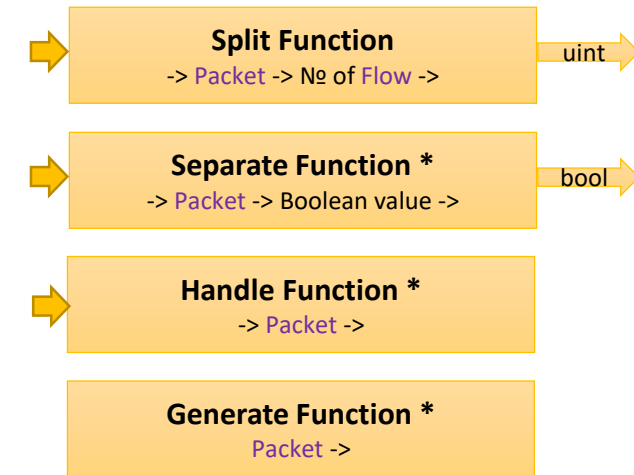 Split Function
-> Packet -> № of Flow ->
uint
Separate Function *
-> Packet -> Boolean value ->
bool
Handle Function *
-> Packet ->
Generate Function *
Packet ->